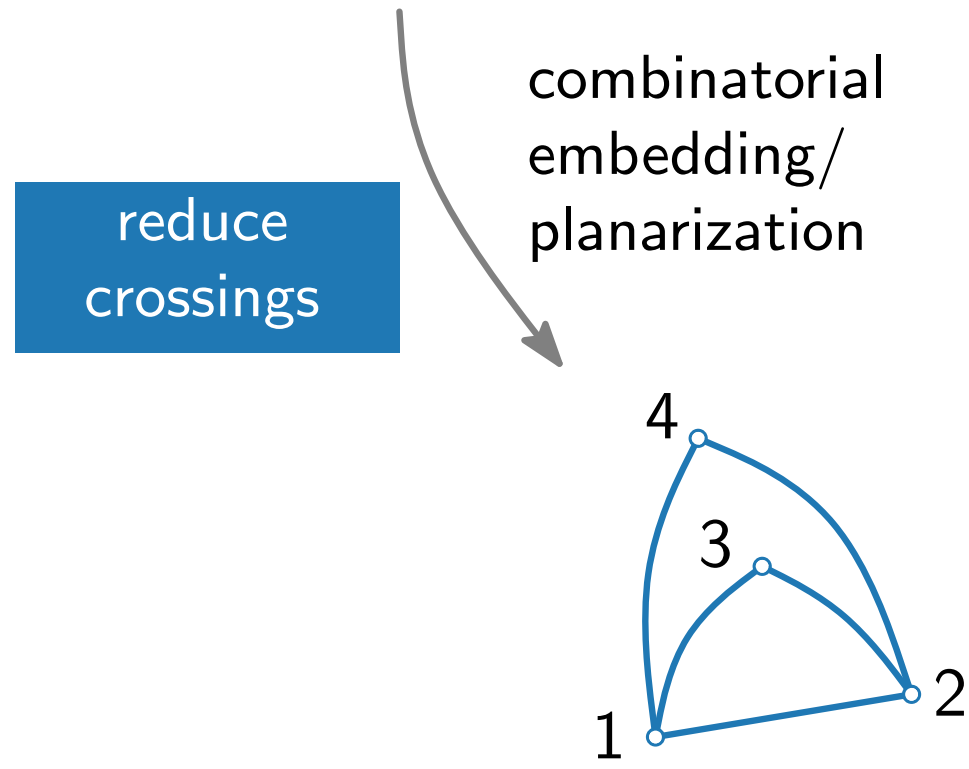 combinatorial
embedding/
planarization
reduce
crossings
4
3
2
1